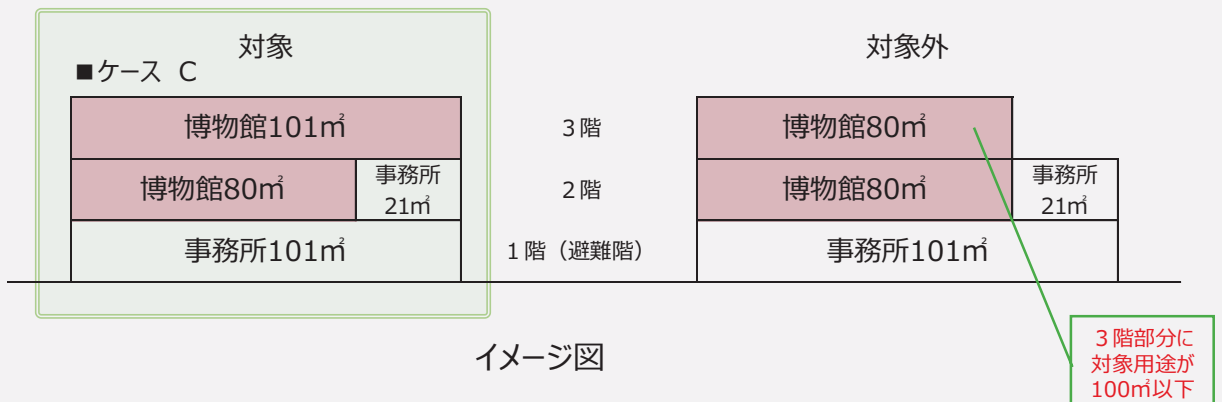 対象
■ケース C
博物館101㎡
博物館80㎡
事務所
21㎡
事務所101㎡
3階
2階
1階（避難階）
対象外
博物館80㎡
博物館80㎡
事務所
21㎡
事務所101㎡
3階部分に
対象用途が
100㎡以下
イメージ図